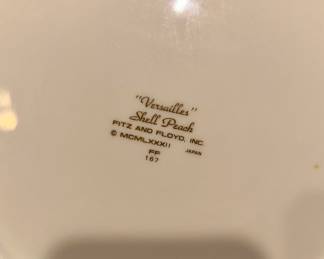 "Versailles"
Shell Peach
FITZ AND FLOYD, INC.
© MCMLXXXII
JAPAN
FF
167